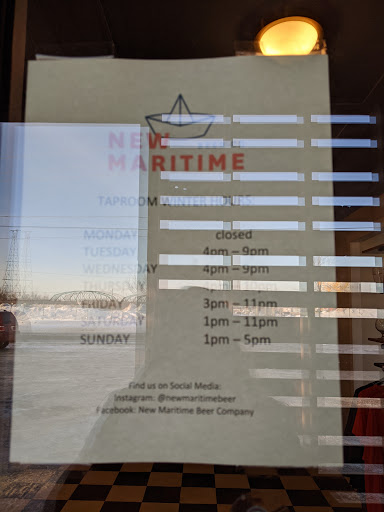 NEW
MARITIME
TAPROOM WINTER HOURS:
MONDAY closed
TUESDAY 4pm – 9pm
WEDNESDAY 4pm – 9pm
THURSDAY
FRIDAY 3pm – 11pm
SATURDAY 1pm – 11pm
SUNDAY 1pm – 5pm
Find us on Social Media:
Instagram: @newmaritimebeer
Facebook: New Maritime Beer Company